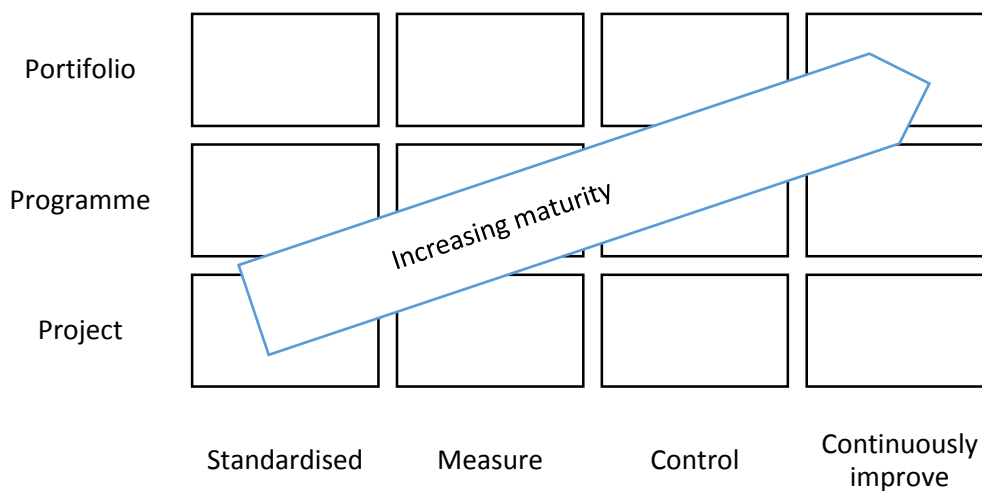 Portifolio
Programme
Increasing maturity
Project
Standardised
Measure
Control
Continuously
improve